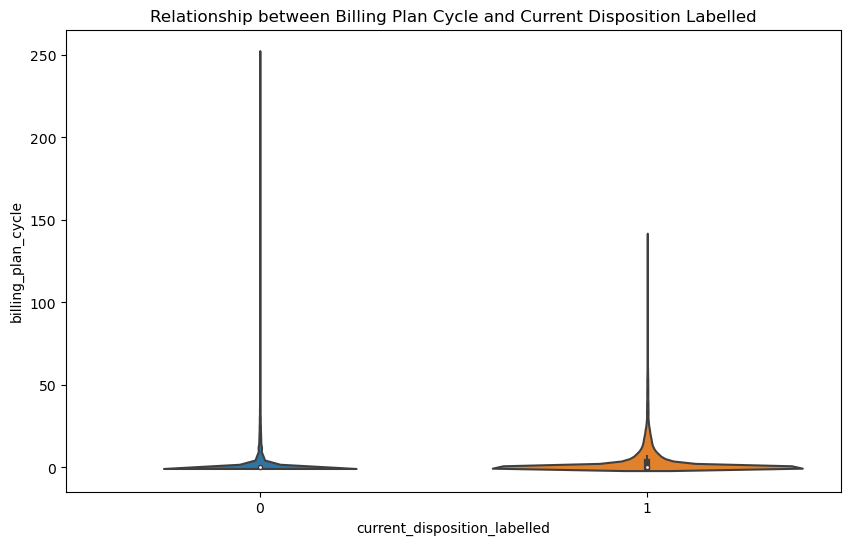 Relationship between Billing Plan Cycle and Current Disposition Labelled
billing_plan_cycle
250
200
150
100
50
0
0
1
current_disposition_labelled